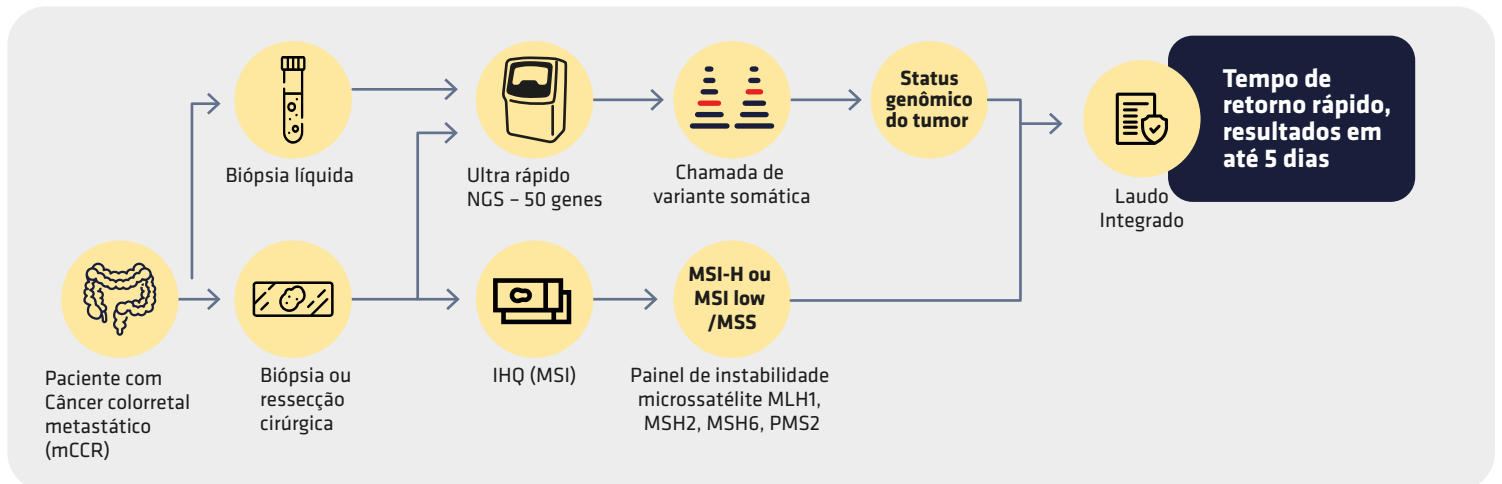 Biópsia líquida
Ultra rápido
NGS – 50 genes
Chamada de
variante somática
Status
genômico
do tumor
Laudo
Integrado
Tempo de
retorno rápido,
resultados em
até 5 dias
Paciente com
Câncer colorretal
metastático
(mCCR)
Biópsia ou
ressecção
cirúrgica
IHQ (MSI)
MSI-H ou
MSI low
/MSS
Painel de instabilidade
microssatélite MLH1,
MSH2, MSH6, PMS2